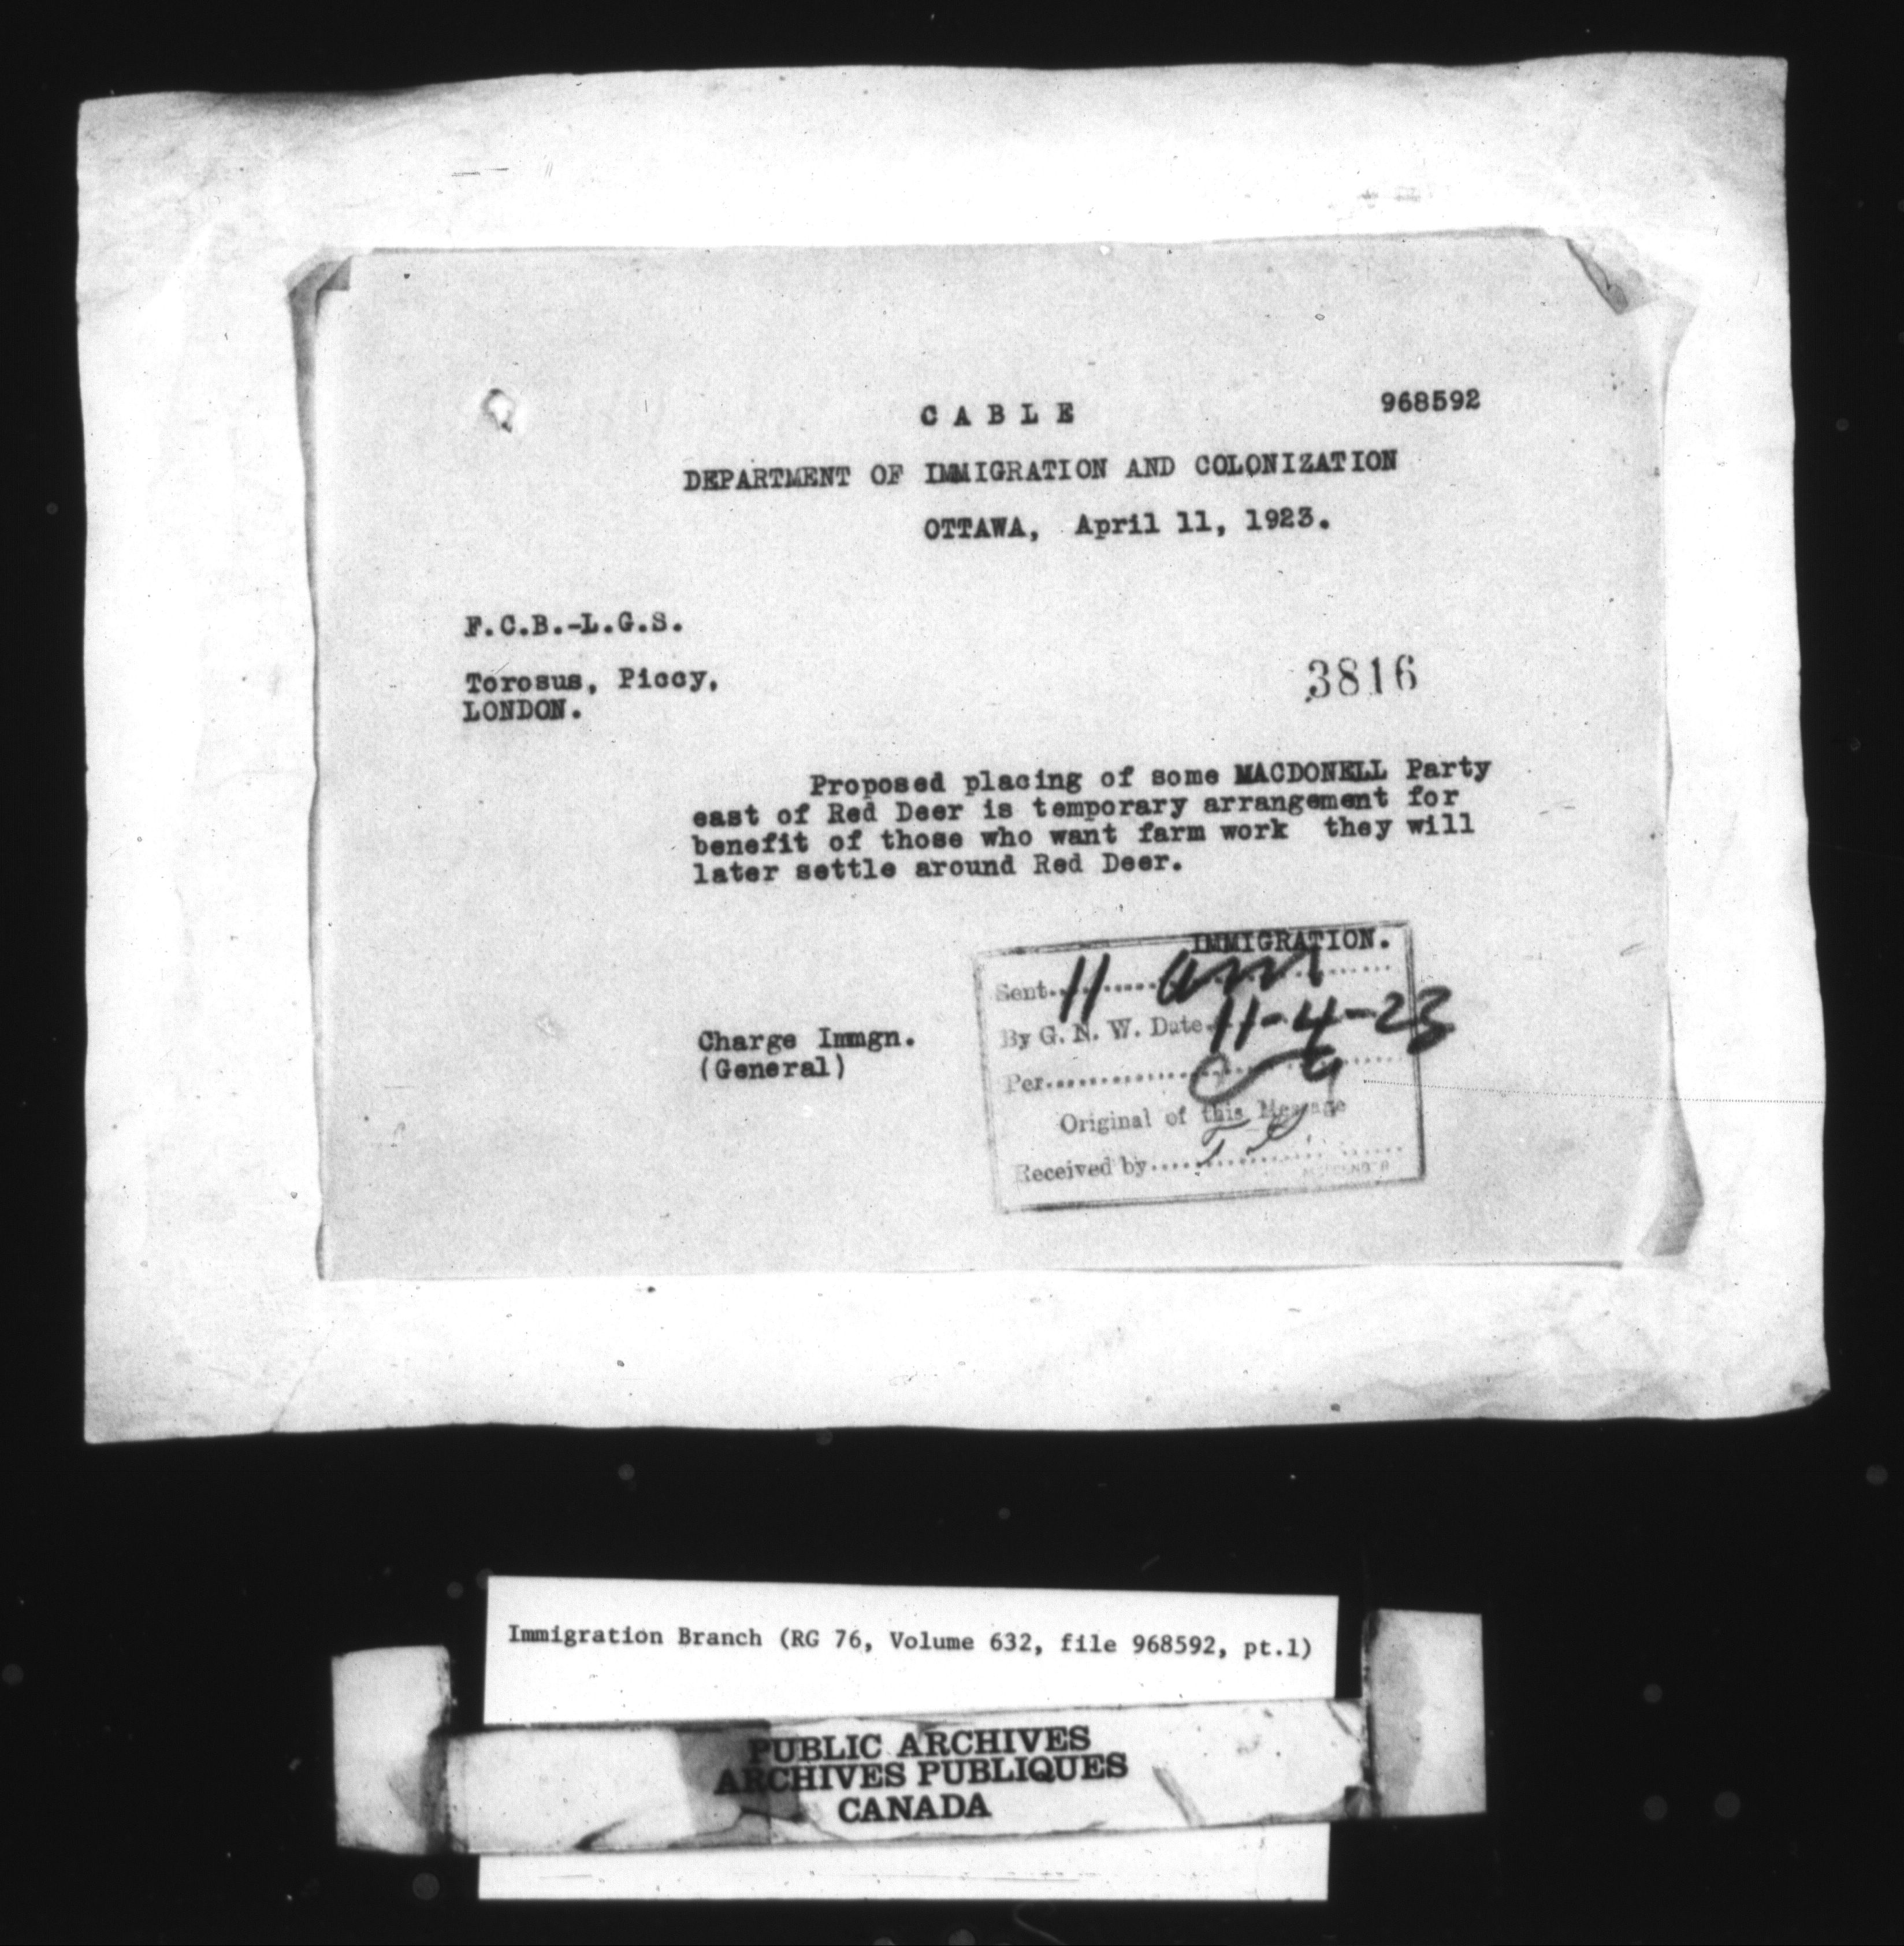 CABLE
968592
DEPARTMENT OF IMMIGRATION AND COLONIZATION
OTTAWA, April 11, 1923.
F.C.B.-L.G.S.
Torosus, Piccy,
LONDON.
3816
Proposed placing of some MACDONELL Party
east of Red Deer is temporary arrangement for
benefit of those who want farm work they will
later settle around Red Deer.
IMMIGRATION.
Sent 11 am
By G. N. W. Date 11-4-23
Per
Original of this Message
Received by
Charge Immgn.
(General)
Immigration Branch (RG 76, Volume 632, file 968592, pt.1)
PUBLIC ARCHIVES
ARCHIVES PUBLIQUES
CANADA